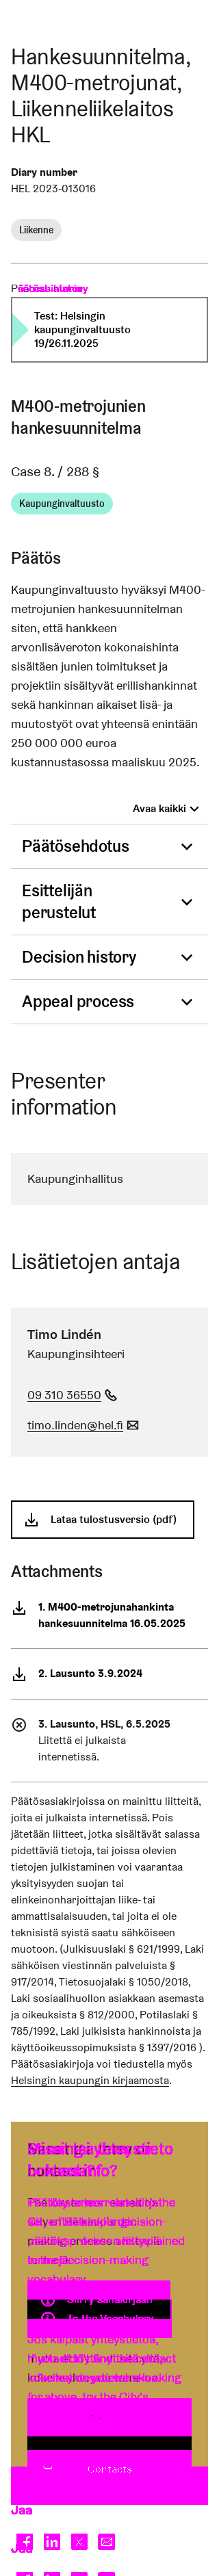 Hankesuunnitelma,
M400-metrojunat,
Liikenneliikelaitos
HKL
Diary number
HEL 2023-013016
Liikenne
Test: Helsingin
kaupunginvaltuusto
19/26.11.2025
M400-metrojunien
hankesuunnitelma
Case 8. / 288 §
Kaupunginvaltuusto
Päätös
Kaupunginvaltuusto hyväksyi M400-
metrojunien hankesuunnitelman
siten, että hankkeen
arvonlisäveroton kokonaishinta
sisältäen junien toimitukset ja
projektiin sisältyvät erillishankinnat
sekä hankinnan aikaiset lisä- ja
muutostyöt ovat yhteensä enintään
250 000 000 euroa
kustannustasossa maaliskuu 2025.
Avaa kaikki
Päätösehdotus
Esittelijän
perustelut
Decision history
Appeal process
Presenter
information
Kaupunginhallitus
Lisätietojen antaja
Timo Lindén
Kaupunginsihteeri
09 310 36550
timo.linden@hel.fi
Lataa tulostusversio (pdf)
Attachments
1. M400-metrojunahankinta
hankesuunnitelma 16.05.2025
2. Lausunto 3.9.2024
3. Lausunto, HSL, 6.5.2025
Liitettä ei julkaista
internetissä.
Päätösasiakirjoissa on mainittu liitteitä,
joita ei julkaista internetissä. Pois
jätetään liitteet, jotka sisältävät salassa
pidettäviä tietoja, tai joissa olevien
tietojen julkistaminen voi vaarantaa
yksityisyyden suojan tai
elinkeinonharjoittajan liike- tai
ammattisalaisuuden, tai joita ei ole
teknisistä syistä saatu sähköiseen
muotoon. (Julkisuuslaki § 621/1999, Laki
sähköisen viestinnän palveluista §
917/2014, Tietosuojalaki § 1050/2018,
Laki sosiaalihuollon asiakkaan asemasta
ja oikeuksista § 812/2000, Potilaslaki §
785/1992, Laki julkisista hankinnoista ja
käyttöoikeussopimuksista § 1397/2016 ).
Päätösasiakirjoja voi tiedustella myös
Helsingin kaupungin kirjaamosta.
Contacts
Jaa